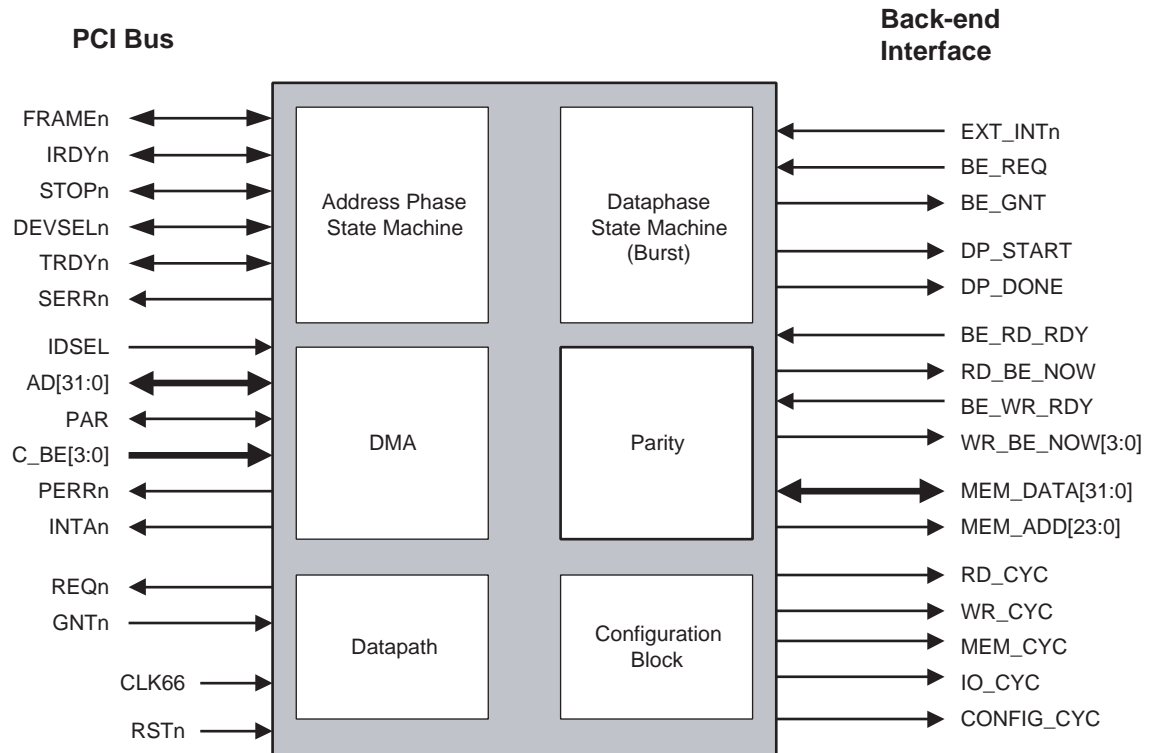 PCI Bus
Back-end
Interface
FRAMEn
IRDYn
STOPn
DEVSELn
TRDYn
SERRn
IDSEL
AD[31:0]
PAR
C_BE[3:0]
PERRn
INTAn
REQn
GNTn
CLK66
RSTn
Address Phase
State Machine
Dataphase
State Machine
(Burst)
DMA
Parity
Datapath
Configuration
Block
EXT_INTn
BE_REQ
BE_GNT
DP_START
DP_DONE
BE_RD_RDY
RD_BE_NOW
BE_WR_RDY
WR_BE_NOW[3:0]
MEM_DATA[31:0]
MEM_ADD[23:0]
RD_CYC
WR_CYC
MEM_CYC
IO_CYC
CONFIG_CYC